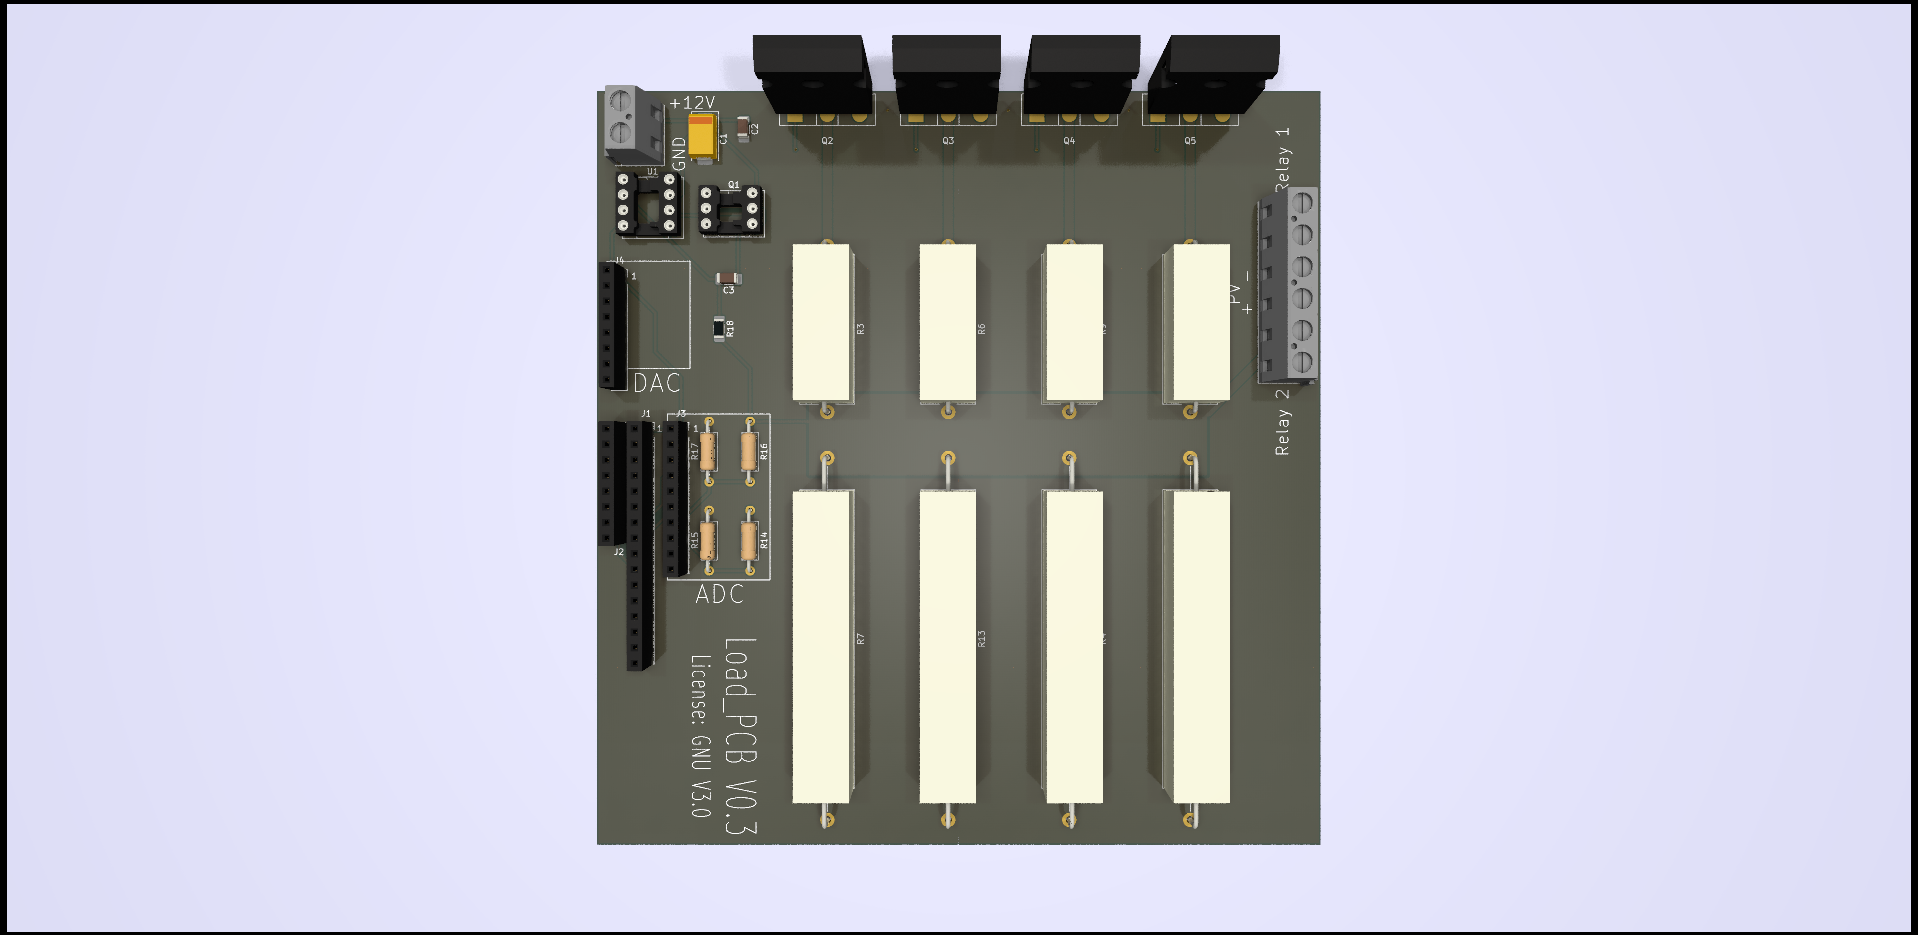 +12V
GND
C1
C2
Q2
Q3
Q4
Q5
Relay 1
U1
Q1
J4
1
C3
R18
DAC
R3
R6
PV
-
+
Relay 2
J1
J3
1
1
R17
R16
R15
R14
J2
ADC
R7
R13
Load_PCB V0.3
License: GNU V3.0